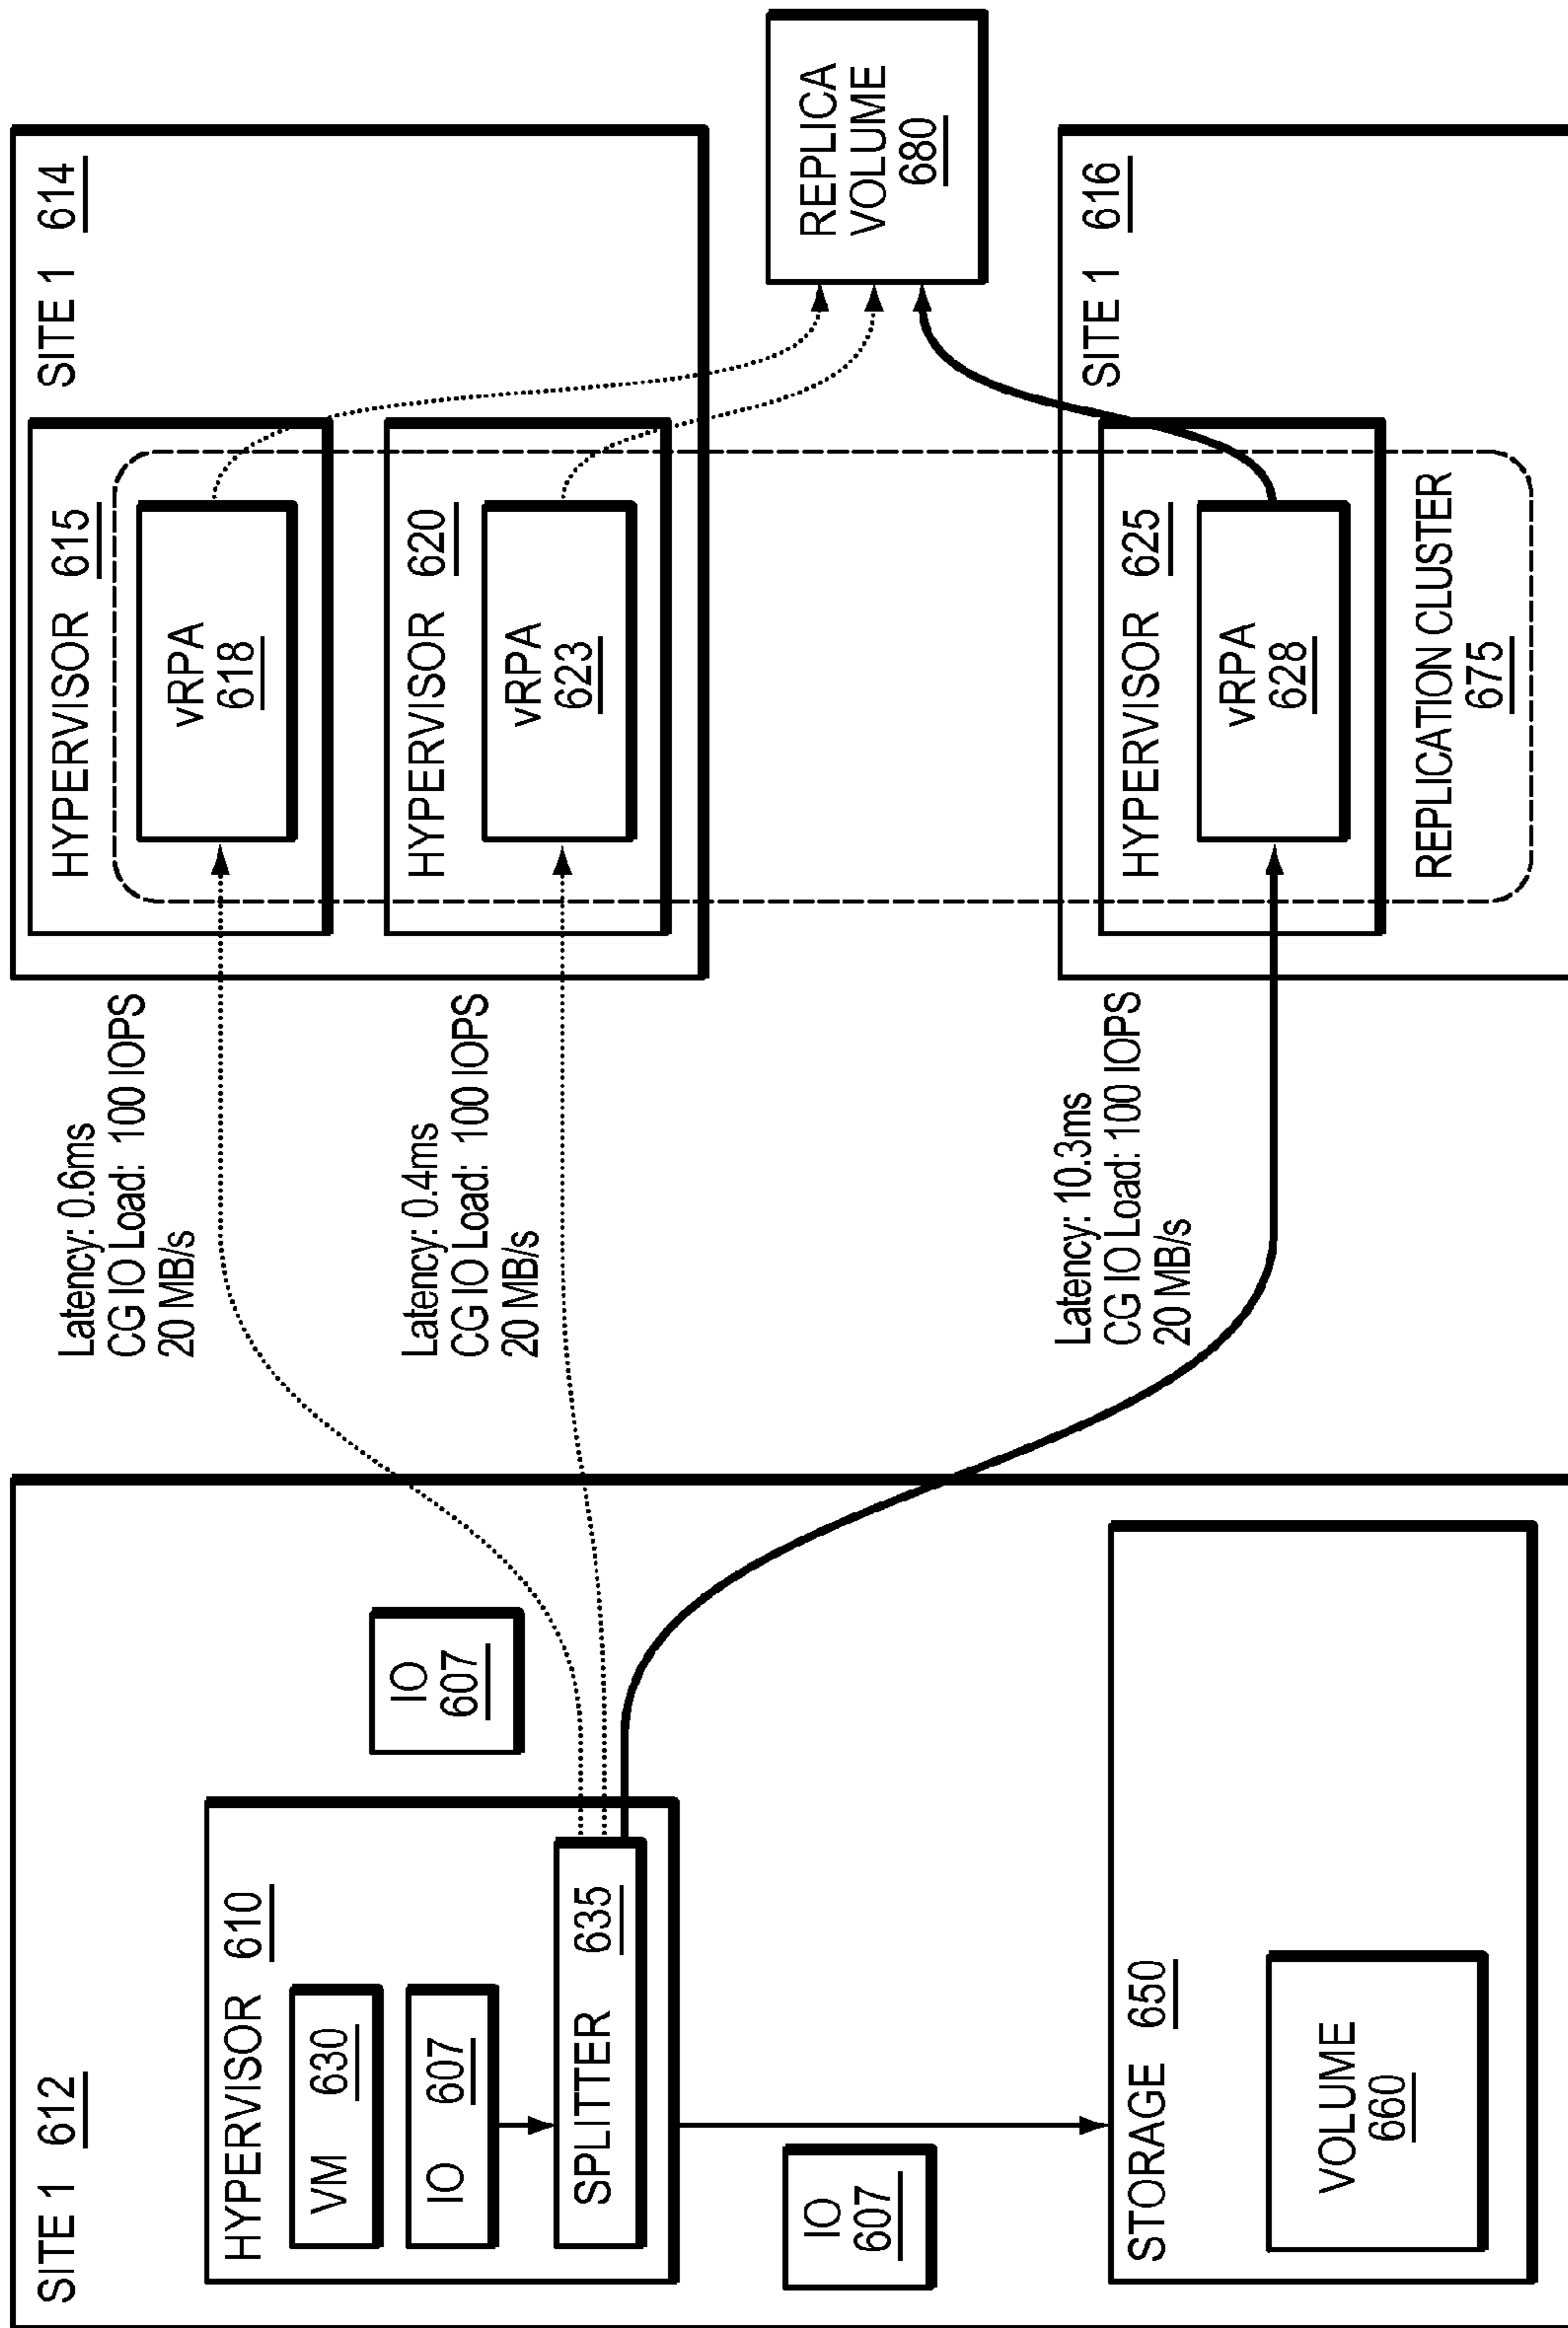 SITE 1 612
HYPERVISOR 610
VM 630
IO 607
SPLITTER 635
IO
607
IO
607
STORAGE 650
VOLUME
660
Latency: 0.6ms
CG IO Load: 100 IOPS
20 MB/s
Latency: 0.4ms
CG IO Load: 100 IOPS
20 MB/s
Latency: 10.3ms
CG IO Load: 100 IOPS
20 MB/s
SITE 1 614
HYPERVISOR 615
vRPA
618
HYPERVISOR 620
vRPA
623
SITE 1 616
HYPERVISOR 625
vRPA
628
REPLICATION CLUSTER
675
REPLICA
VOLUME
680